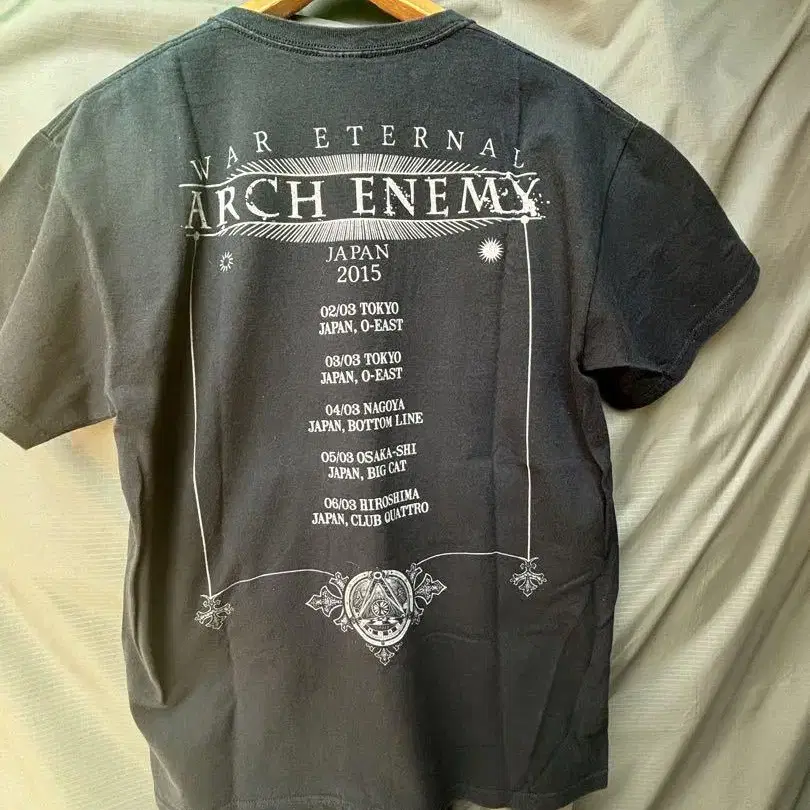 WAR ETERNAL
ARCH ENEMY
JAPAN
2015
02/03 TOKYO
JAPAN, O-EAST
03/03 TOKYO
JAPAN, O-EAST
04/03 NAGOYA
JAPAN, BOTTOM LINE
05/03 OSAKA-SHI
JAPAN, BIG CAT
06/03 HIROSHIMA
JAPAN, CLUB QUATTRO